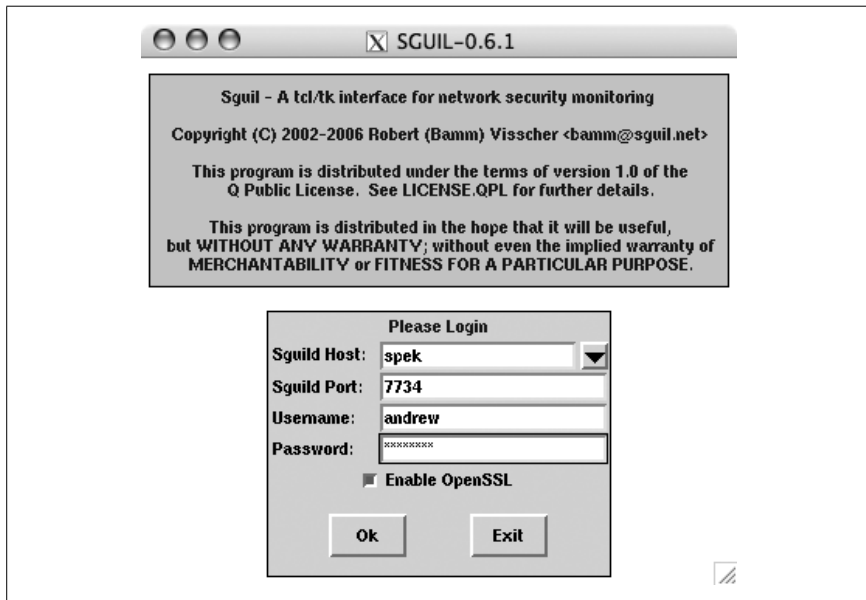 SGUIL-0.6.1
Sguil - A tcl/tk interface for network security monitoring
Copyright (C) 2002-2006 Robert (Bamm) Visscher <bamm@sguil.net>
This program is distributed under the terms of version 1.0 of the
Q Public License. See LICENSE.QPL for further details.
This program is distributed in the hope that it will be useful,
but WITHOUT ANY WARRANTY; without even the implied warranty of
MERCHANTABILITY or FITNESS FOR A PARTICULAR PURPOSE.
Please Login
Sguild Host: spek
Sguild Port: 7734
Username: andrew
Password: ********
Enable OpenSSL
Ok Exit